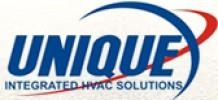 UNIQUE
INTEGRATED HVAC SOLUTIONS